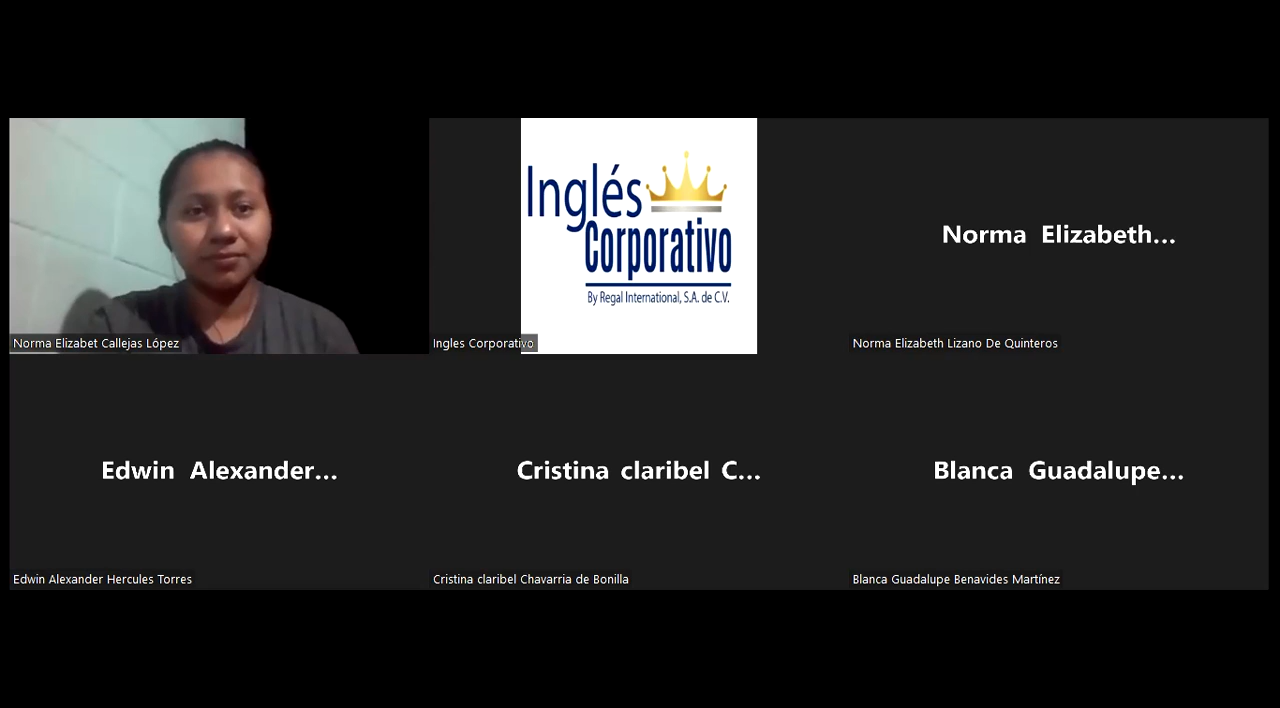 Inglés
Corporativo
By Regal International, S.A. de C.V.
Norma Elizabeth...
Norma Elizabet Callejas López
Ingles Corporativo
Norma Elizabeth Lizano De Quinteros
Edwin Alexander...
Cristina claribel C...
Blanca Guadalupe...
Edwin Alexander Hercules Torres
Cristina claribel Chavarria de Bonilla
Blanca Guadalupe Benavides Martínez